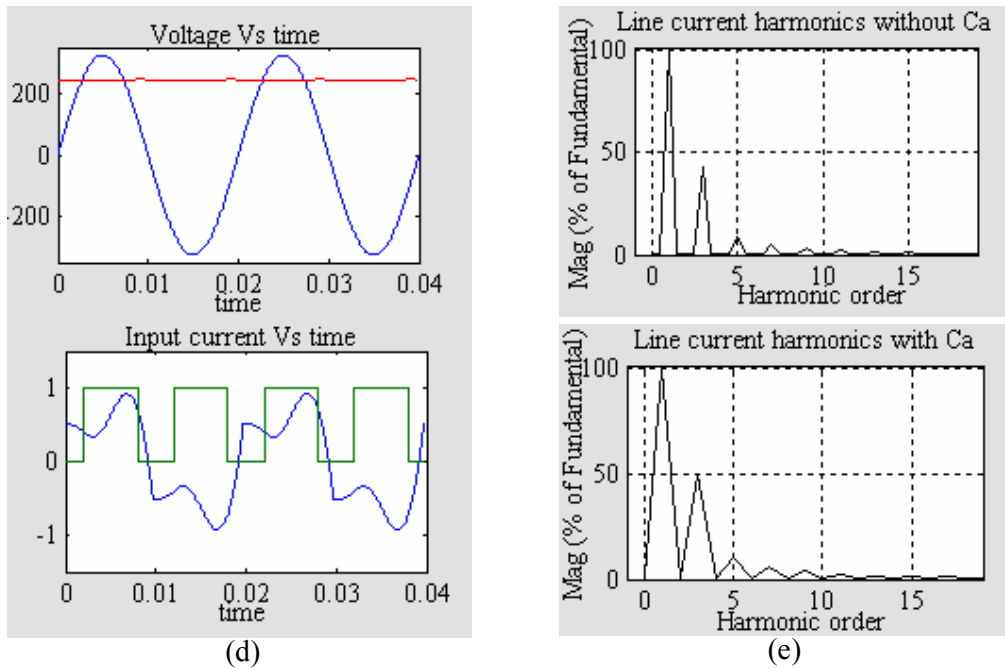 Voltage Vs time
200
0
-200
0 0.01 0.02 0.03 0.04
time
Input current Vs time
1
0
-1
0 0.01 0.02 0.03 0.04
time
(d)
Line current harmonics without Ca
Mag (% of Fundamental)
100
50
0
0 5 10 15
Harmonic order
Line current harmonics with Ca
Mag (% of Fundamental)
100
50
0
0 5 10 15
Harmonic order
(e)